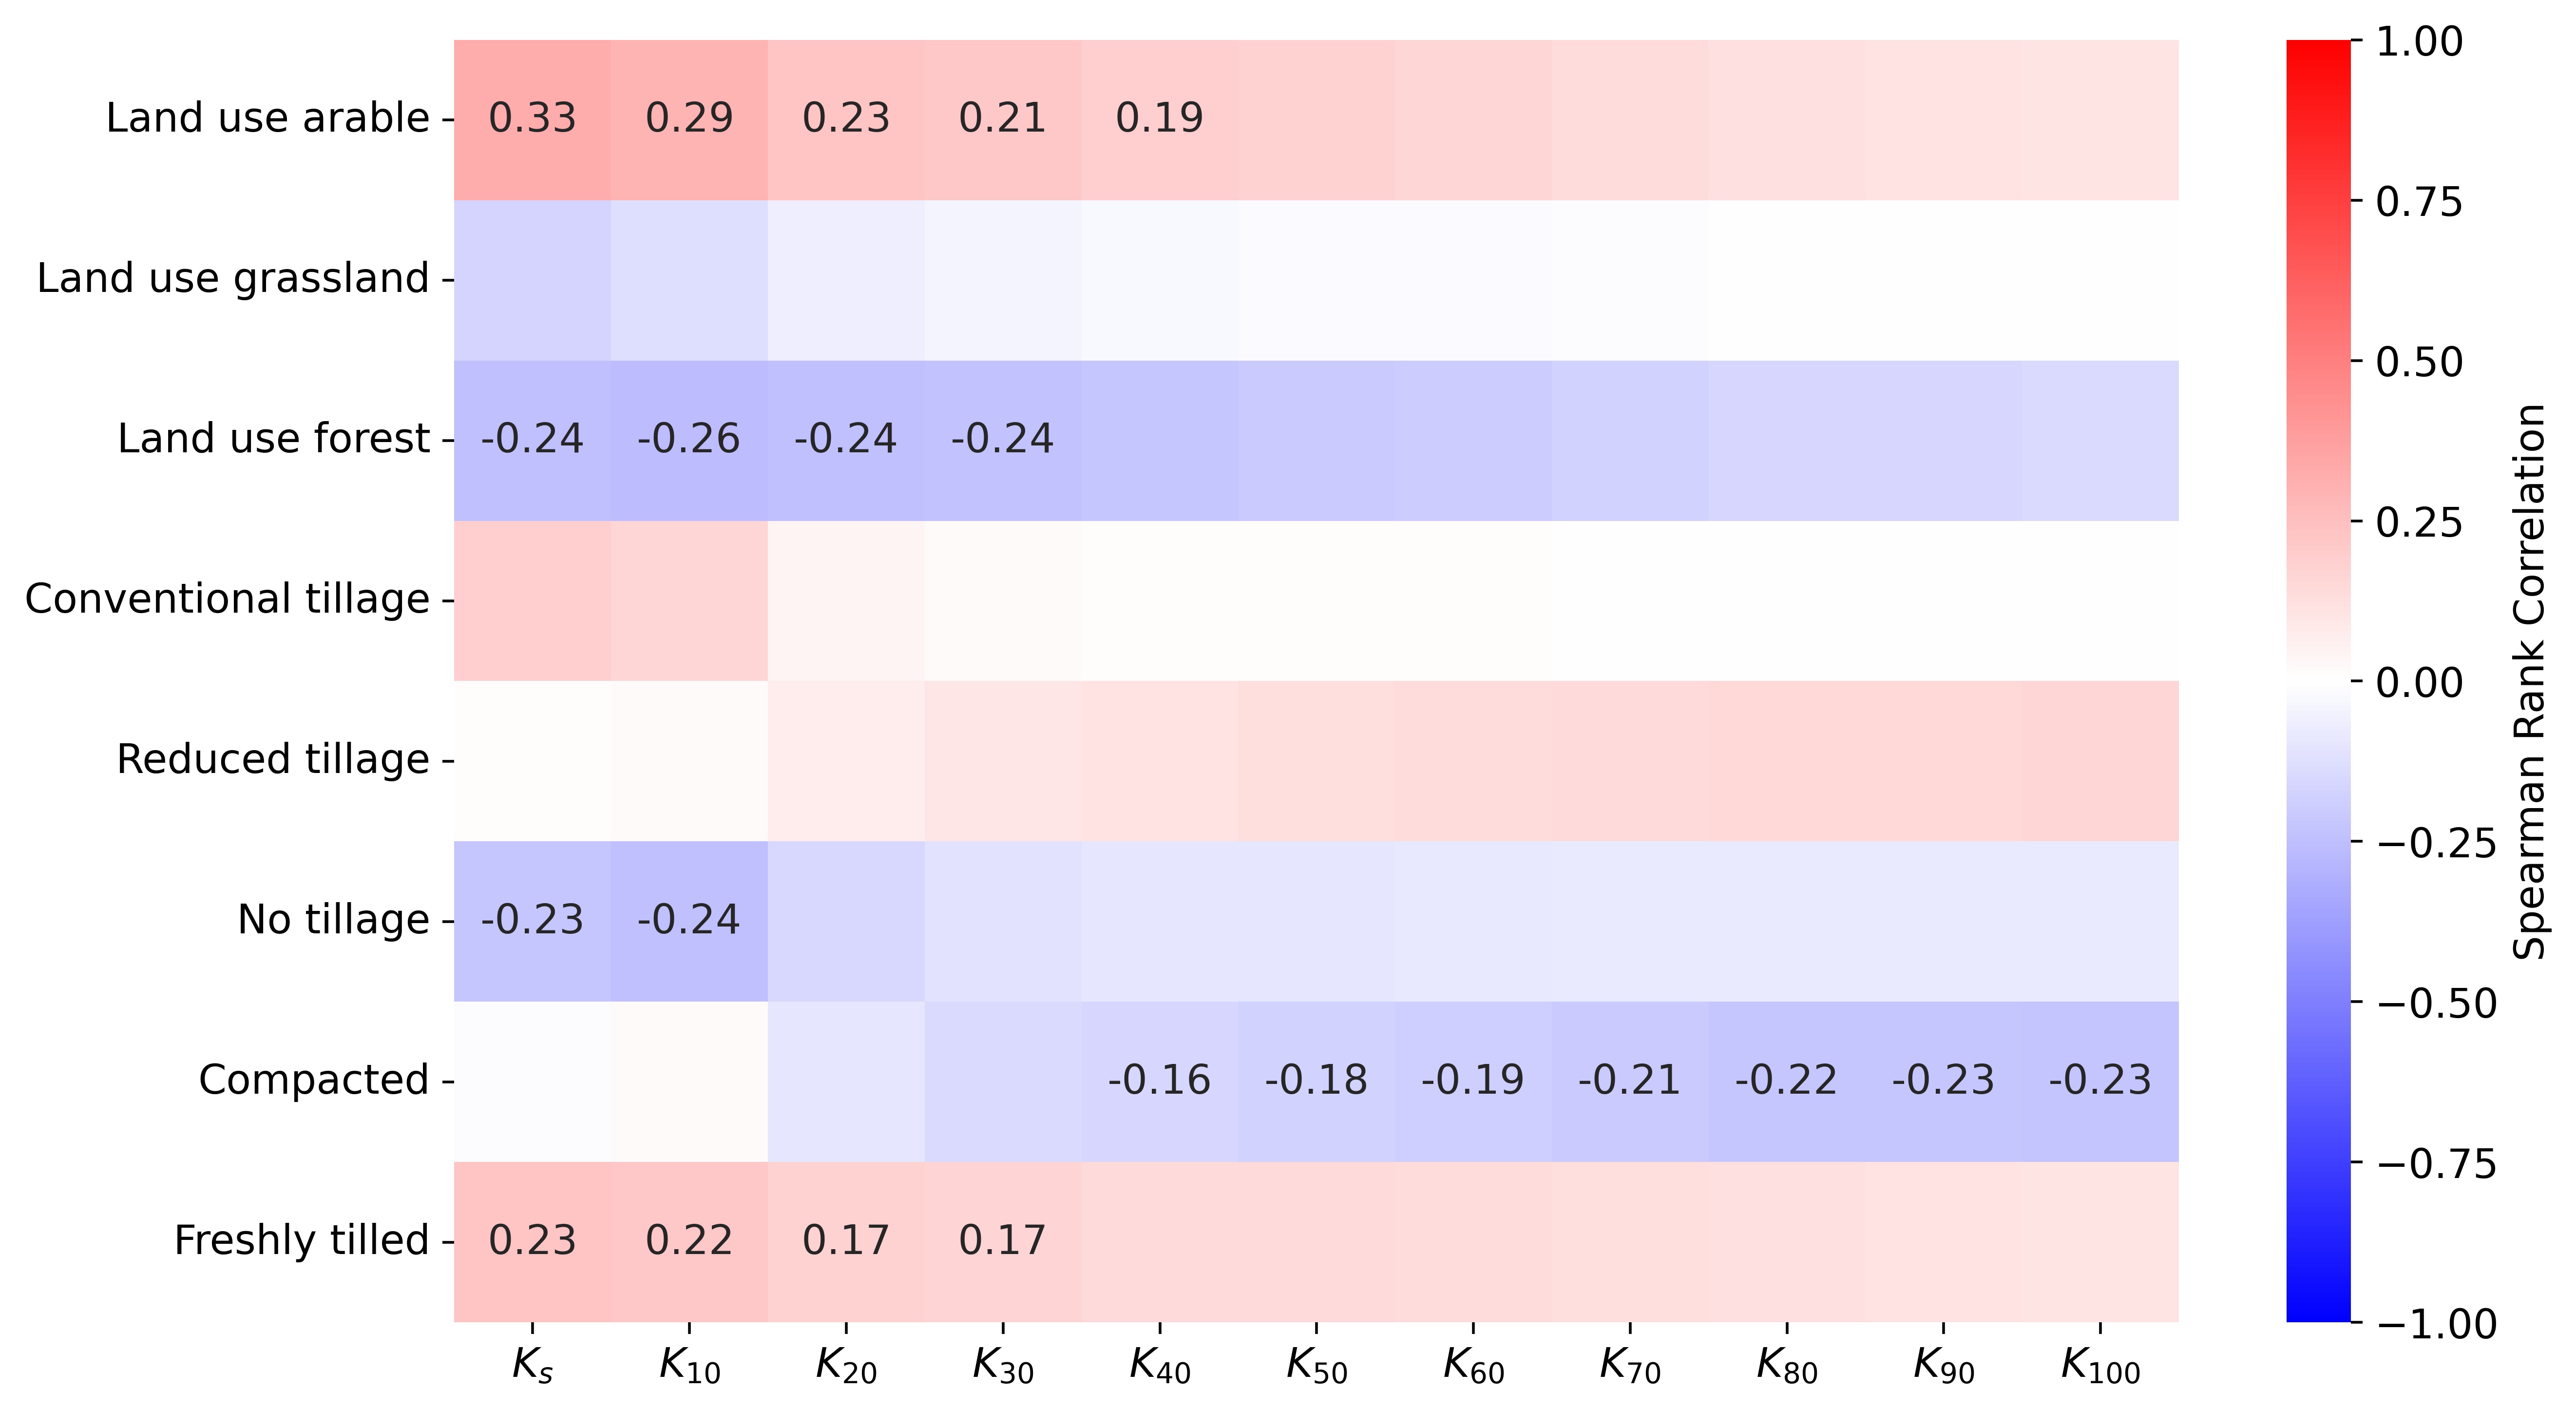 Land use arable 0.33 0.29 0.23 0.21 0.19
Land use grassland
Land use forest -0.24 -0.26 -0.24 -0.24
Conventional tillage
Reduced tillage
No tillage -0.23 -0.24
Compacted -0.16 -0.18 -0.19 -0.21 -0.22 -0.23 -0.23
Freshly tilled 0.23 0.22 0.17 0.17
Ks K10 K20 K30 K40 K50 K60 K70 K80 K90 K100
1.00
0.75
0.50
0.25
0.00
−0.25
−0.50
−0.75
−1.00
Spearman Rank Correlation